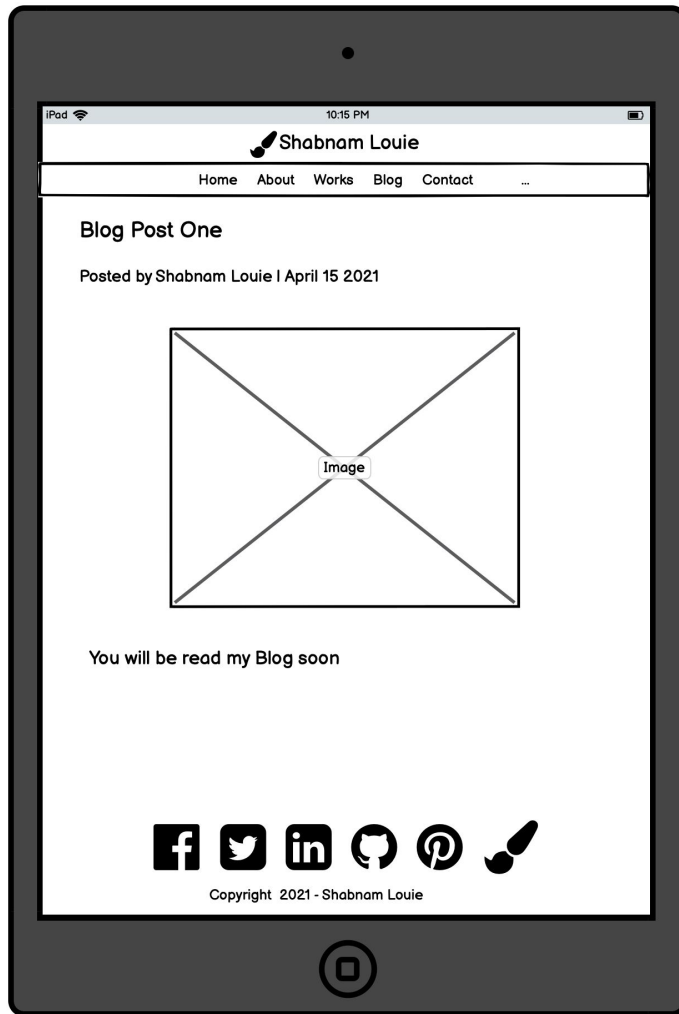 iPad 10:15 PM
Shabnam Louie
Home About Works Blog Contact ...
Blog Post One
Posted by Shabnam Louie | April 15 2021
Image
You will be read my Blog soon
Copyright 2021 - Shabnam Louie